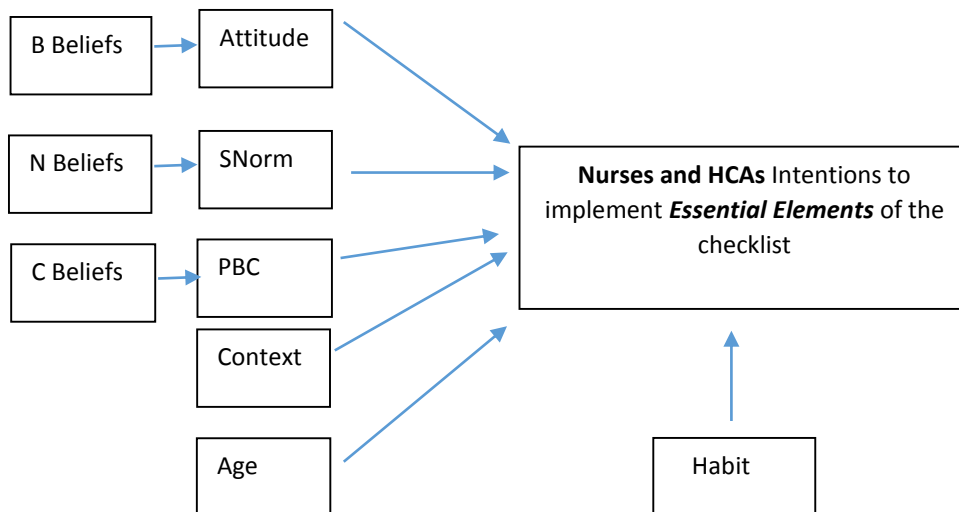 B Beliefs
Attitude
N Beliefs
SNorm
Nurses and HCAs Intentions to
implement Essential Elements of the
checklist
C Beliefs
PBC
Context
Age
Habit